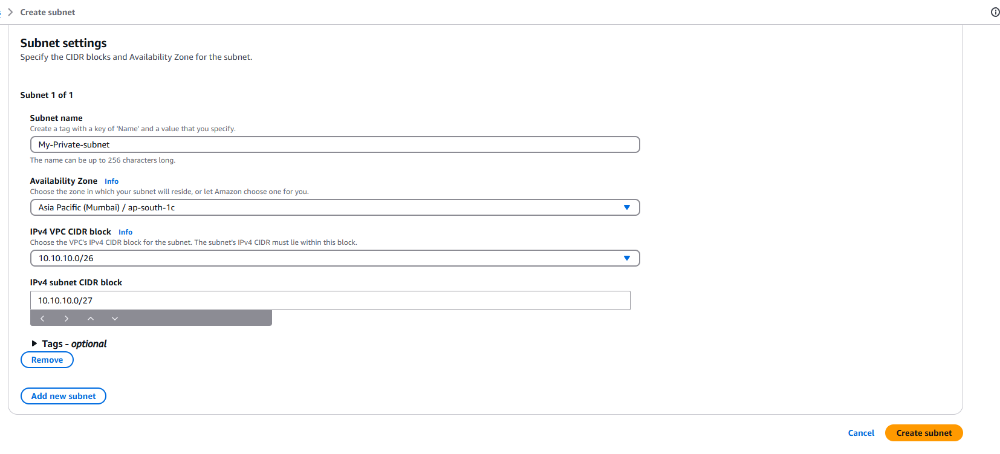 Create subnet
Subnet settings
Specify the CIDR blocks and Availability Zone for the subnet.
Subnet 1 of 1
Subnet name
Create a tag with a key of 'Name' and a value that you specify.
My-Private-subnet
The name can be up to 256 characters long.
Availability Zone Info
Choose the zone in which your subnet will reside, or let Amazon choose one for you.
Asia Pacific (Mumbai) / ap-south-1c
IPv4 VPC CIDR block Info
Choose the VPC's IPv4 CIDR block for the subnet. The subnet's IPv4 CIDR must lie within this block.
10.10.10.0/26
IPv4 subnet CIDR block
10.10.10.0/27
Tags - optional
Remove
Add new subnet
Cancel Create subnet